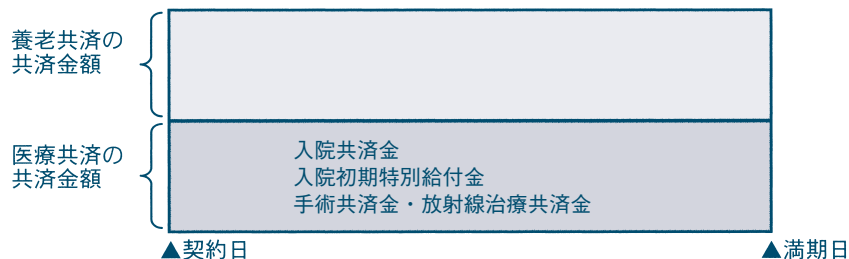 養老共済の
共済金額
医療共済の
共済金額
入院共済金
入院初期特別給付金
手術共済金・放射線治療共済金
▲契約日
▲満期日